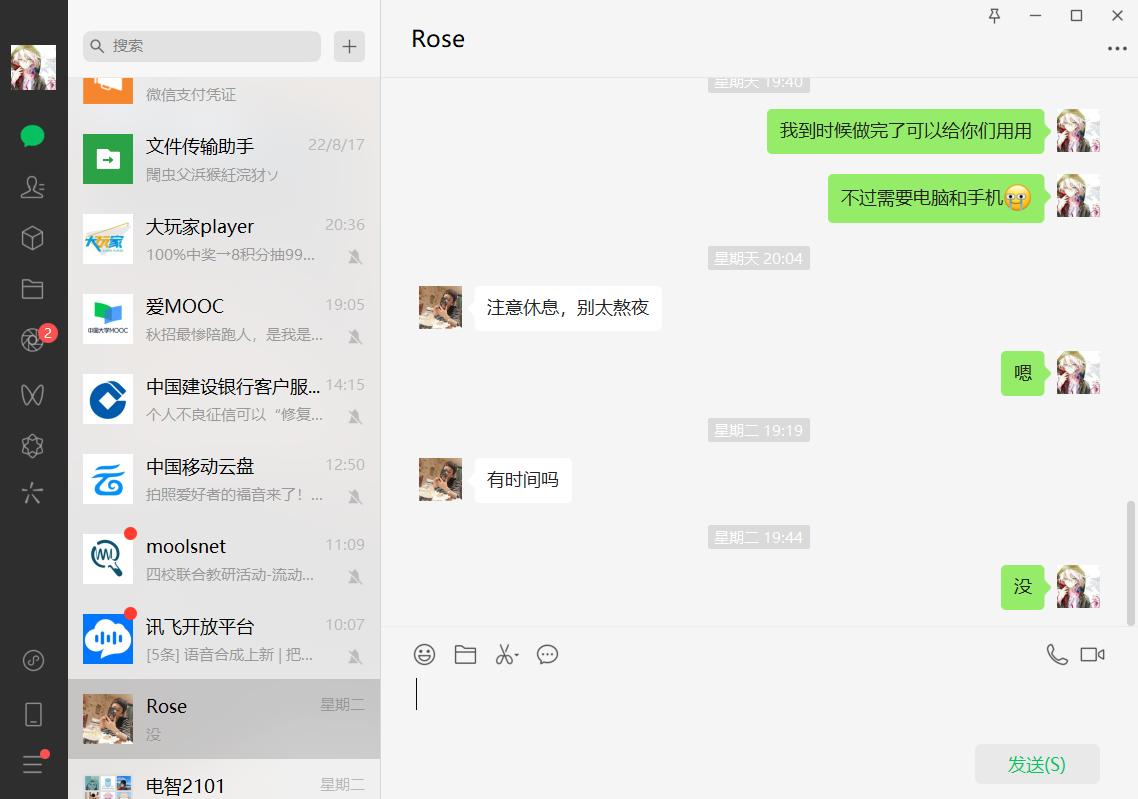 搜索
微信支付凭证
文件传输助手
22/8/17
大玩家player
20:36
100%中奖→8积分抽99...
爱MOOC
19:05
秋招最惨陪跑人，是我是...
中国大学MOOC
中国建设银行客户服...
14:15
个人不良征信可以“修复...
中国移动云盘
12:50
拍照爱好者的福音来了！...
moolsnet
11:09
四校联合教研活动-流动...
讯飞开放平台
10:07
[5条] 语音合成上新 | 把...
Rose
星期二
没
电智2101
星期二
2
Rose
星期天 19:40
我到时候做完了可以给你们用用
不过需要电脑和手机
星期天 20:04
注意休息，别太熬夜
嗯
星期二 19:19
有时间吗
星期二 19:44
没
发送(S)